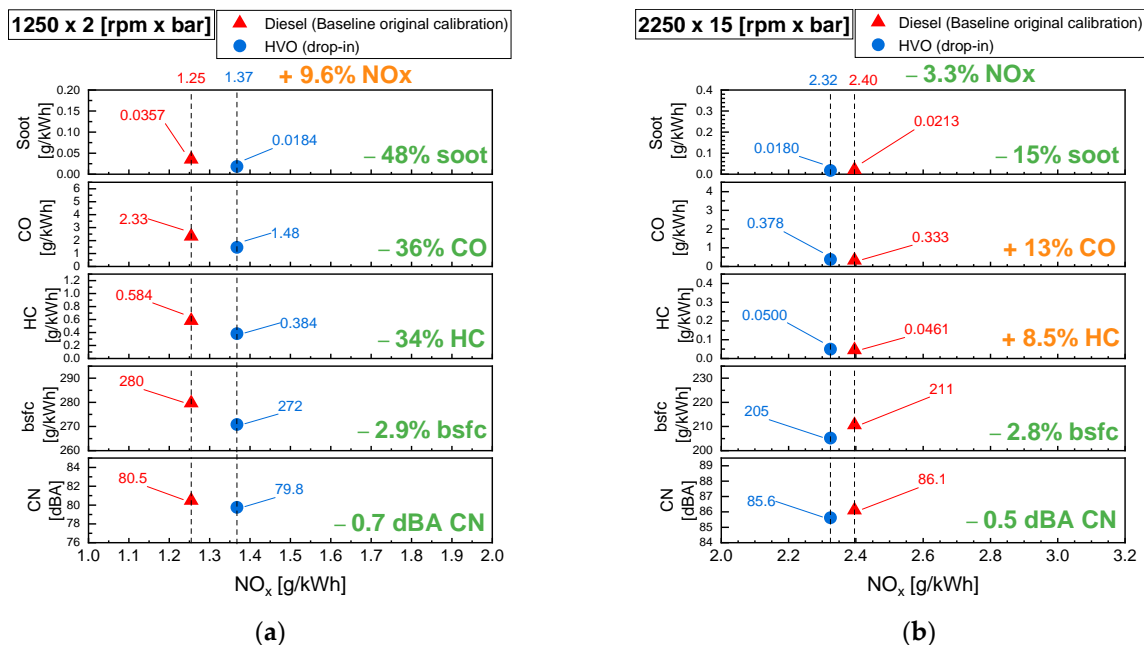 1250 x 2 [rpm x bar]
Diesel (Baseline original calibration)
HVO (drop-in)
1.25
1.37
+ 9.6% NOx
Soot
[g/kWh]
0.20
0.15
0.10
0.05
0.00
0.0357
0.0184
– 48% soot
CO
[g/kWh]
6
5
4
3
2
1
0
2.33
1.48
– 36% CO
HC
[g/kWh]
1.2
1.0
0.8
0.6
0.4
0.2
0.0
0.584
0.384
– 34% HC
bsfc
[g/kWh]
290
280
270
260
280
272
– 2.9% bsfc
CN
[dBA]
84
82
80
78
76
80.5
79.8
– 0.7 dBA CN
1.0 1.1 1.2 1.3 1.4 1.5 1.6 1.7 1.8 1.9 2.0
NOx [g/kWh]
(a)
2250 x 15 [rpm x bar]
Diesel (Baseline original calibration)
HVO (drop-in)
2.32
2.40
– 3.3% NOx
Soot
[g/kWh]
0.4
0.3
0.2
0.1
0.0
0.0180
0.0213
– 15% soot
CO
[g/kWh]
4
3
2
1
0
0.378
0.333
+ 13% CO
HC
[g/kWh]
0.4
0.3
0.2
0.1
0.0
0.0500
0.0461
+ 8.5% HC
bsfc
[g/kWh]
230
220
210
200
205
211
– 2.8% bsfc
CN
[dBA]
89
88
87
86
85
84
85.6
86.1
– 0.5 dBA CN
2.0 2.2 2.4 2.6 2.8 3.0 3.2
NOx [g/kWh]
(b)